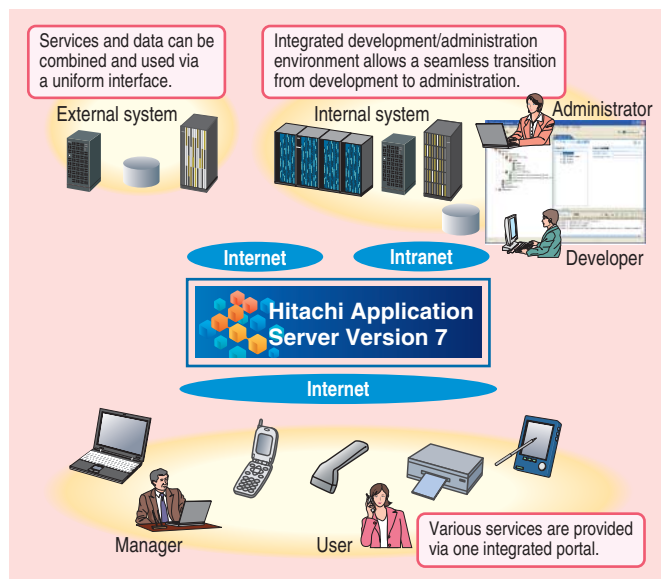 Services and data can be
combined and used via
a uniform interface.
Integrated development/administration
environment allows a seamless transition
from development to administration.
External system
Internal system
Administrator
Developer
Internet
Intranet
Hitachi Application
Server Version 7
Internet
Manager
User
Various services are provided
via one integrated portal.